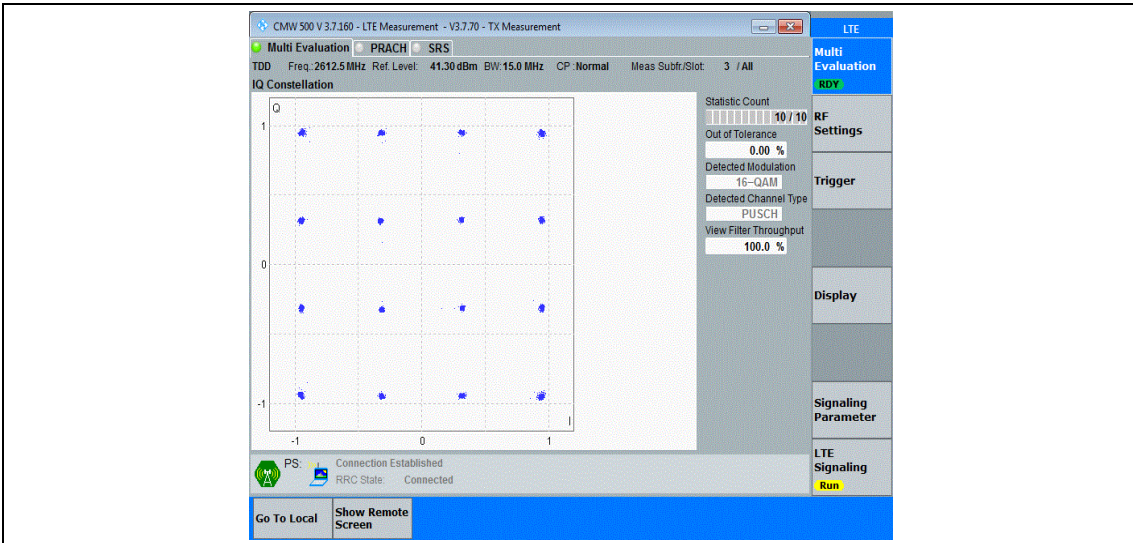 CMW 500 V 3.7.160 - LTE Measurement - V3.7.70 - TX Measurement
LTE
Multi Evaluation PRACH SRS
Multi
Evaluation
RDY
TDD Freq.:2612.5 MHz Ref. Level: 41.30 dBm BW:15.0 MHz CP :Normal Meas Subfr./Slot: 3 / All
IQ Constellation
Q
1
0
-1
I
-1 0 1
Statistic Count
10 / 10
Out of Tolerance
0.00 %
Detected Modulation
16-QAM
Detected Channel Type
PUSCH
View Filter Throughput
100.0 %
RF
Settings
Trigger
Display
Signaling
Parameter
LTE
Signaling
Run
PS: Connection Established
RRC State: Connected
Go To Local
Show Remote
Screen